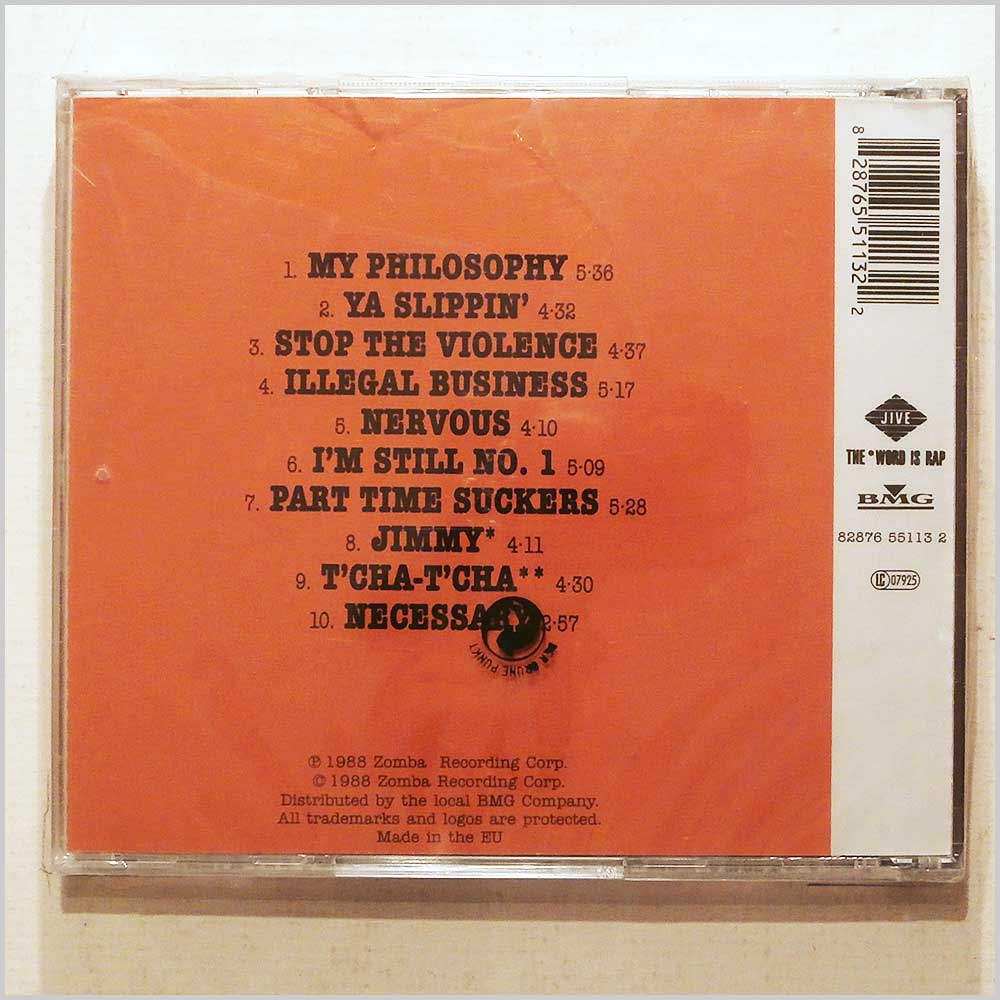 1. MY PHILOSOPHY 5·36
2. YA SLIPPIN' 4·32
3. STOP THE VIOLENCE 4·37
4. ILLEGAL BUSINESS 5·17
5. NERVOUS 4·10
6. I'M STILL NO. 1 5·09
7. PART TIME SUCKERS 5·28
8. JIMMY* 4·11
9. T'CHA-T'CHA** 4·30
10. NECESSARY 2·57
DER GRÜNE PUNKT
℗ 1988 Zomba Recording Corp.
© 1988 Zomba Recording Corp.
Distributed by the local BMG Company.
All trademarks and logos are protected.
Made in the EU
8 28765 51132 2
JIVE
THE *WORD IS RAP
BMG
82876 55113 2
LC 07925